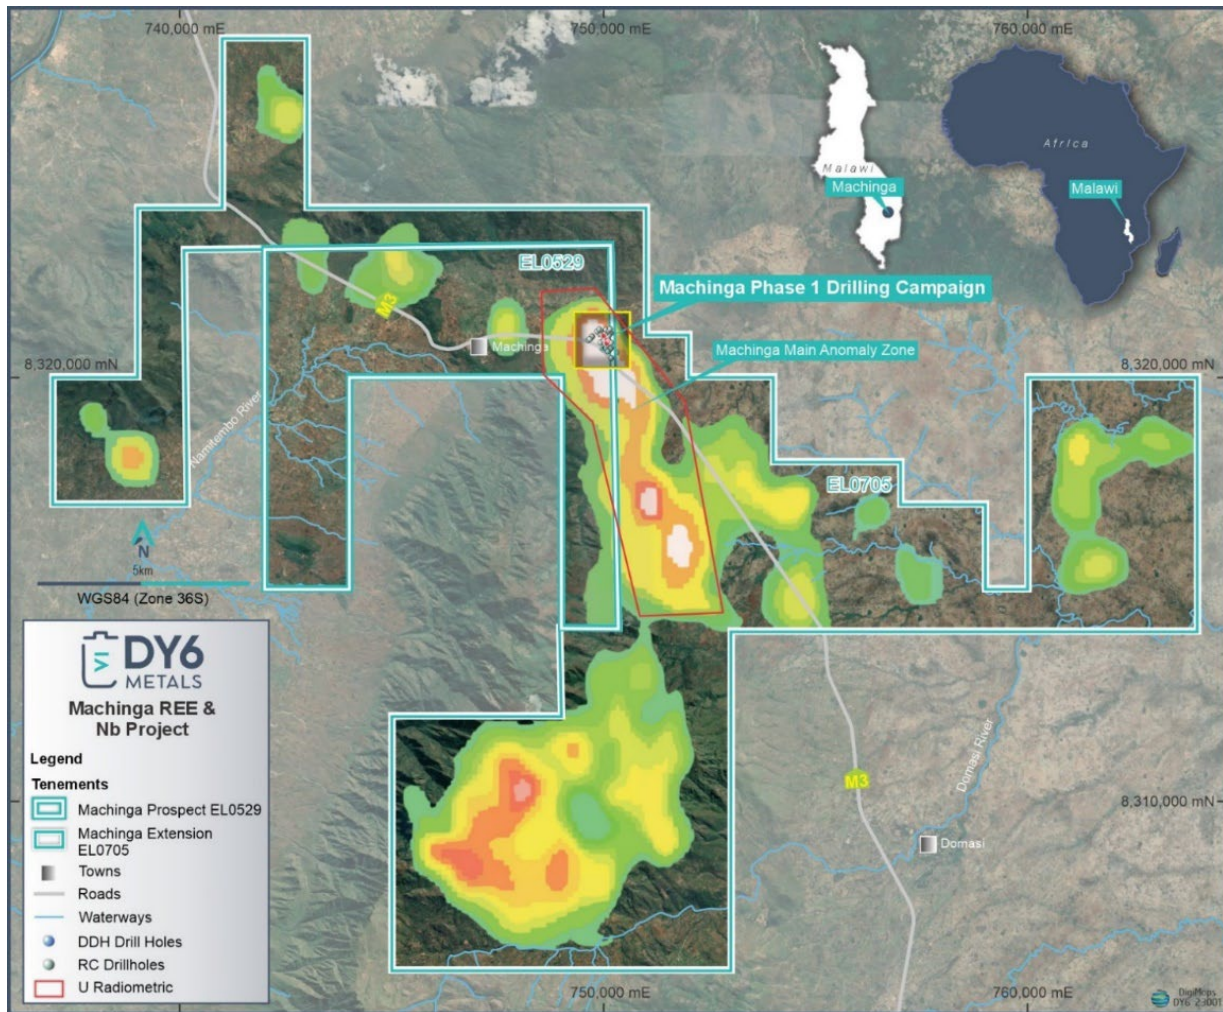 740,000 mE
750,000 mE
760,000 mE
Africa
Malawi
Machinga
Malawi
EL0529
Machinga Phase 1 Drilling Campaign
M3
Machinga
Machinga Main Anomaly Zone
8,320,000 mN
8,320,000 mN
Namitembo River
EL0705
N
5km
WGS84 (Zone 36S)
VI
DY6
METALS
Machinga REE &
Nb Project
Legend
Tenements
Machinga Prospect EL0529
Machinga Extension
EL0705
Towns
Roads
Waterways
DDH Drill Holes
RC Drillholes
U Radiometric
M3
Domasi River
8,310,000 mN
Domasi
750,000 mE
760,000 mE
DigiMaps
DY6 23001